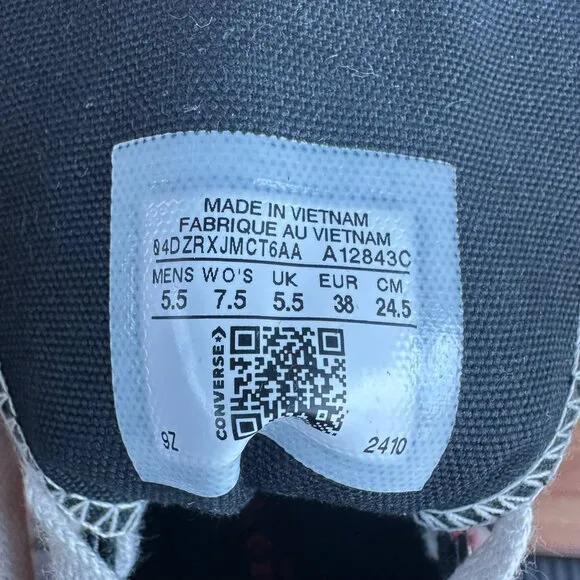 MADE IN VIETNAM
FABRIQUE AU VIETNAM
04DZRXJMCT6AA A12843C
MENS WO'S UK EUR CM
5.5 7.5 5.5 38 24.5
CONVERSE
9Z 2410